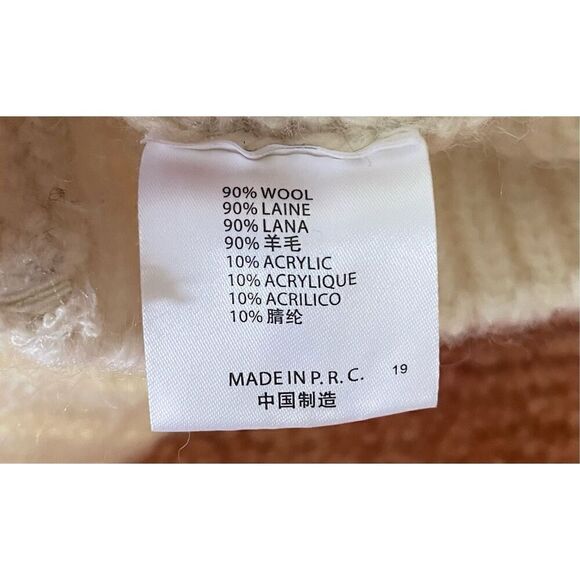 90% WOOL
90% LAINE
90% LANA
90% 羊毛
10% ACRYLIC
10% ACRYLIQUE
10% ACRILICO
10% 腈纶
MADE IN P. R. C. 19
中国制造